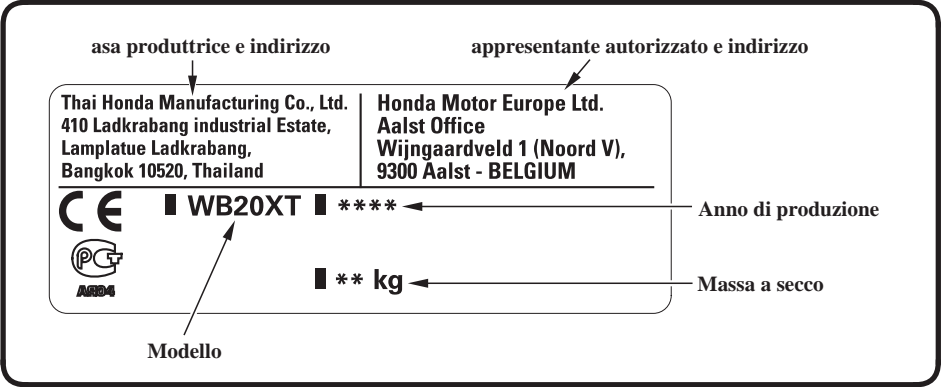 asa produttrice e indirizzo
appresentante autorizzato e indirizzo
Thai Honda Manufacturing Co., Ltd.
410 Ladkrabang industrial Estate,
Lamplatue Ladkrabang,
Bangkok 10520, Thailand
Honda Motor Europe Ltd.
Aalst Office
Wijngaardveld 1 (Noord V),
9300 Aalst - BELGIUM
CE WB20XT ****
Anno di produzione
РСТ
АЯ04
** kg
Massa a secco
Modello